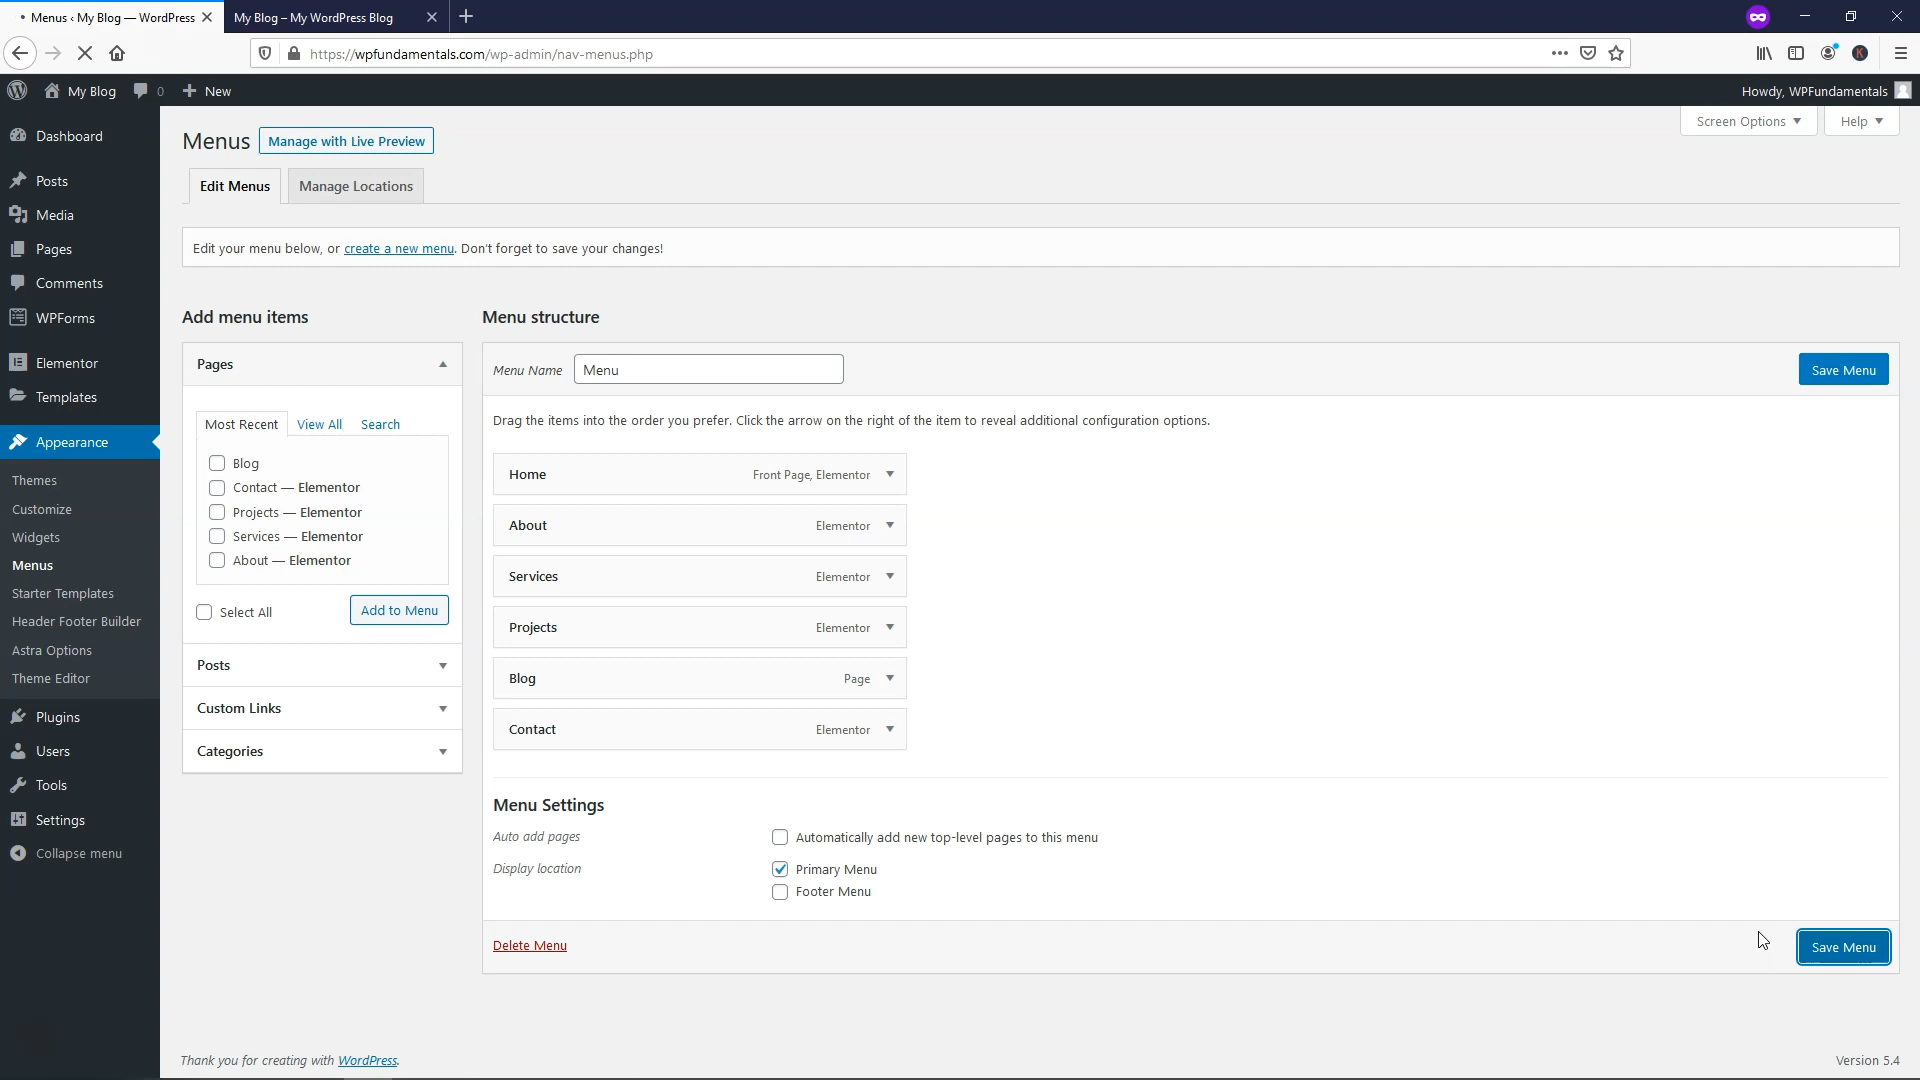 Menus ‹ My Blog — WordPress
My Blog – My WordPress Blog
https://wpfundamentals.com/wp-admin/nav-menus.php
K
My Blog
0
New
Howdy, WPFundamentals
Dashboard
Posts
Media
Pages
Comments
WPForms
Elementor
Templates
Appearance
Themes
Customize
Widgets
Menus
Starter Templates
Header Footer Builder
Astra Options
Theme Editor
Plugins
Users
Tools
Settings
Collapse menu
Screen Options
Help
Menus
Manage with Live Preview
Edit Menus
Manage Locations
Edit your menu below, or create a new menu. Don't forget to save your changes!
Add menu items
Pages
Most Recent
View All
Search
Blog
Contact — Elementor
Projects — Elementor
Services — Elementor
About — Elementor
Select All
Add to Menu
Posts
Custom Links
Categories
Menu structure
Menu Name
Menu
Save Menu
Drag the items into the order you prefer. Click the arrow on the right of the item to reveal additional configuration options.
Home
Front Page, Elementor
About
Elementor
Services
Elementor
Projects
Elementor
Blog
Page
Contact
Elementor
Menu Settings
Auto add pages
Automatically add new top-level pages to this menu
Display location
Primary Menu
Footer Menu
Delete Menu
Save Menu
Thank you for creating with WordPress.
Version 5.4